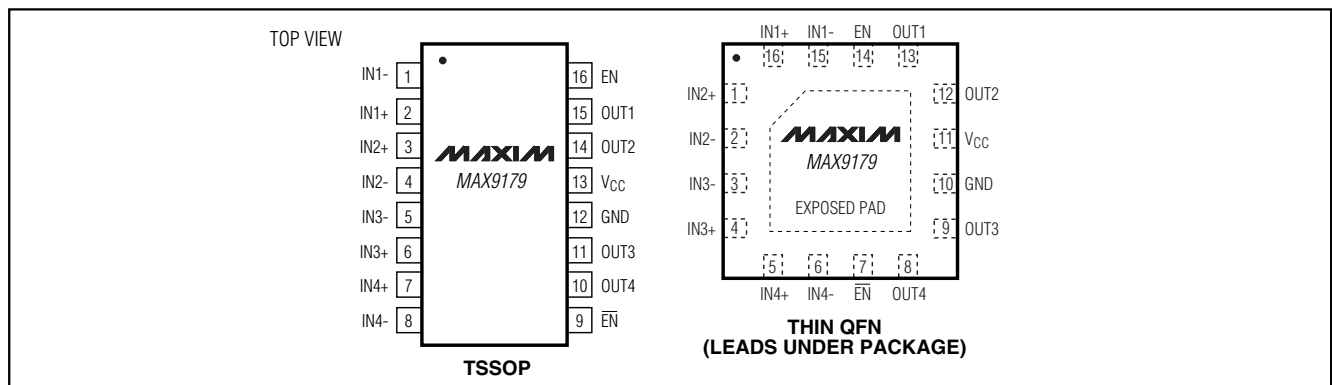 TOP VIEW
IN1- 1
IN1+ 2
IN2+ 3
IN2- 4
IN3- 5
IN3+ 6
IN4+ 7
IN4- 8
MAXIM
MAX9179
16 EN
15 OUT1
14 OUT2
13 VCC
12 GND
11 OUT3
10 OUT4
9 E̅N̅
TSSOP
IN1+ IN1- EN OUT1
16 15 14 13
IN2+ 1
IN2- 2
IN3- 3
IN3+ 4
MAXIM
MAX9179
EXPOSED PAD
12 OUT2
11 VCC
10 GND
9 OUT3
5 6 7 8
IN4+ IN4- E̅N̅ OUT4
THIN QFN
(LEADS UNDER PACKAGE)